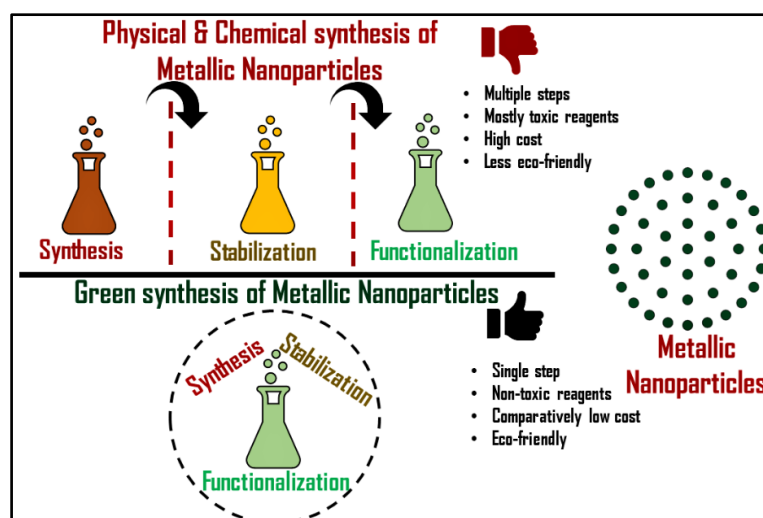 Physical & Chemical synthesis of
Metallic Nanoparticles
• Multiple steps
• Mostly toxic reagents
• High cost
• Less eco-friendly
Synthesis
Stabilization
Functionalization
Green synthesis of Metallic Nanoparticles
Synthesis
Stabilization
Functionalization
• Single step
• Non-toxic reagents
• Comparatively low cost
• Eco-friendly
Metallic
Nanoparticles